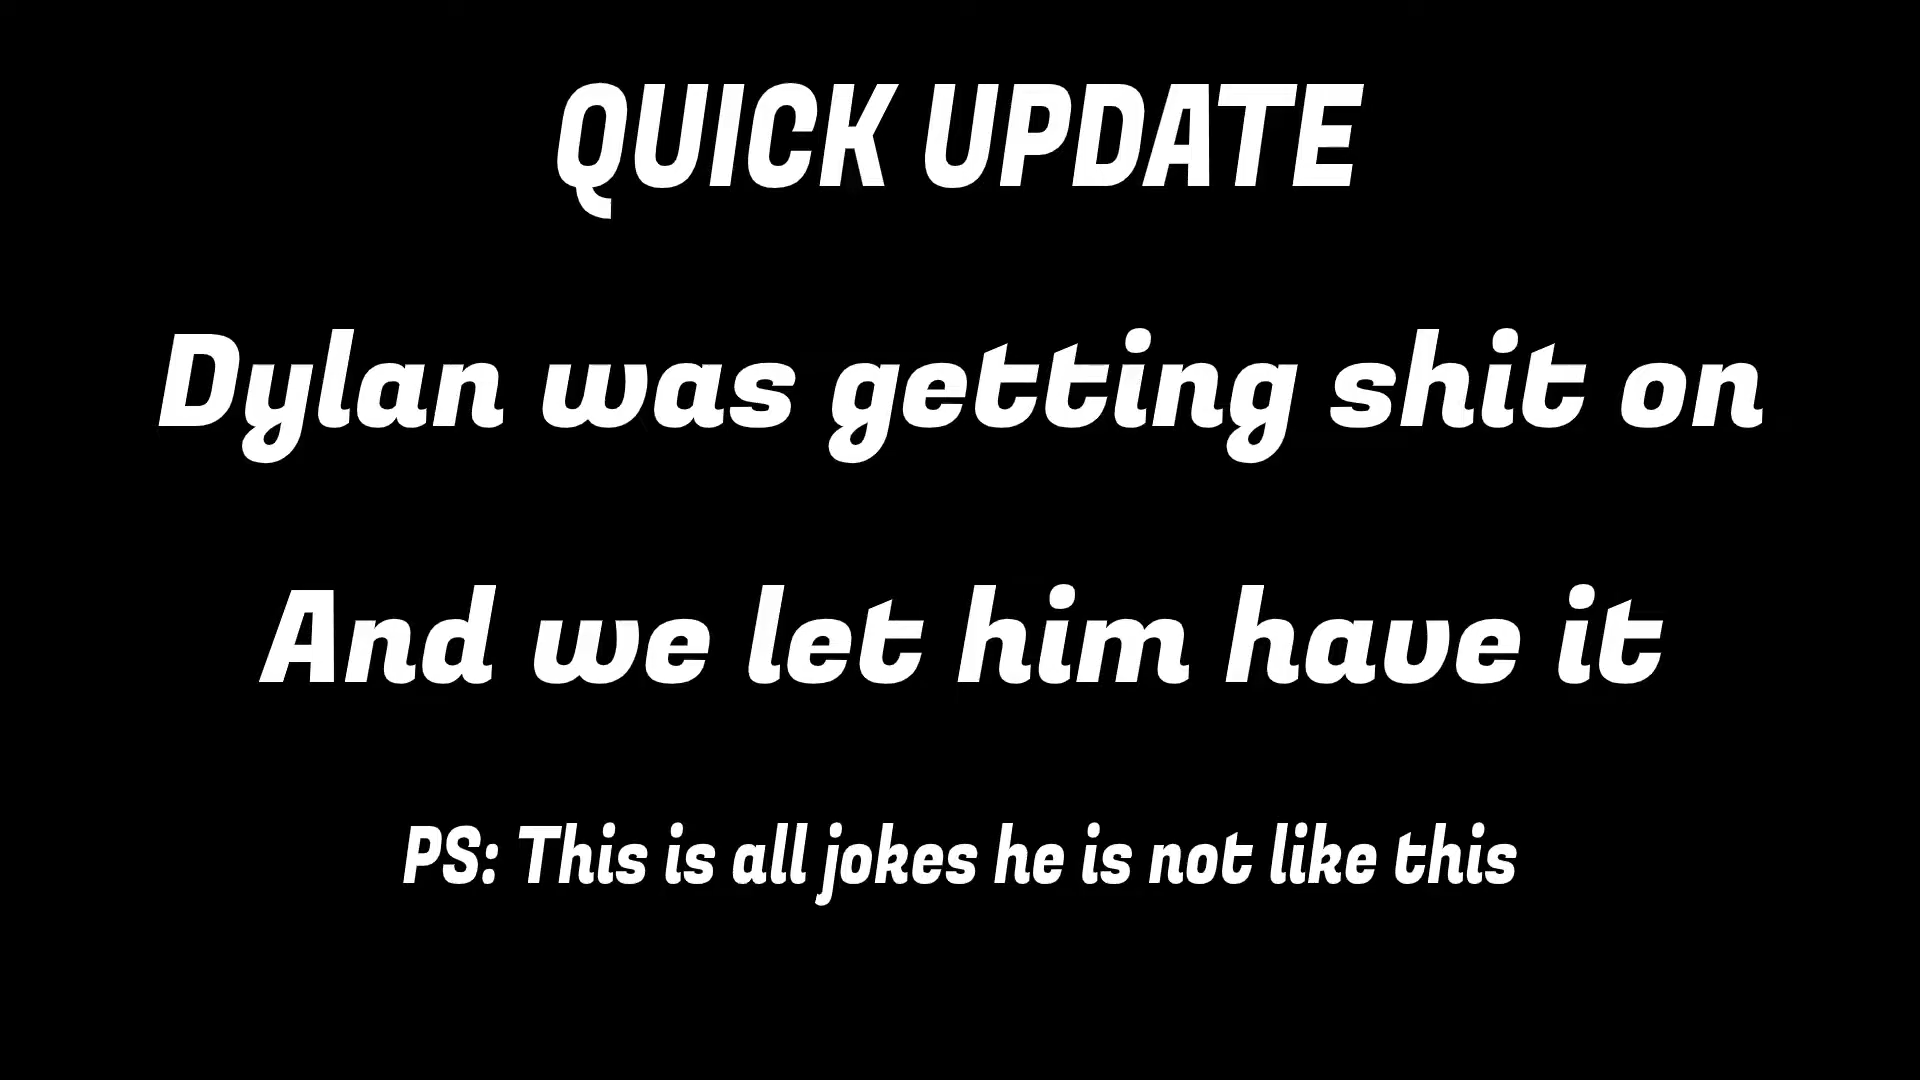 QUICK UPDATE
Dylan was getting shit on
And we let him have it
PS: This is all jokes he is not like this